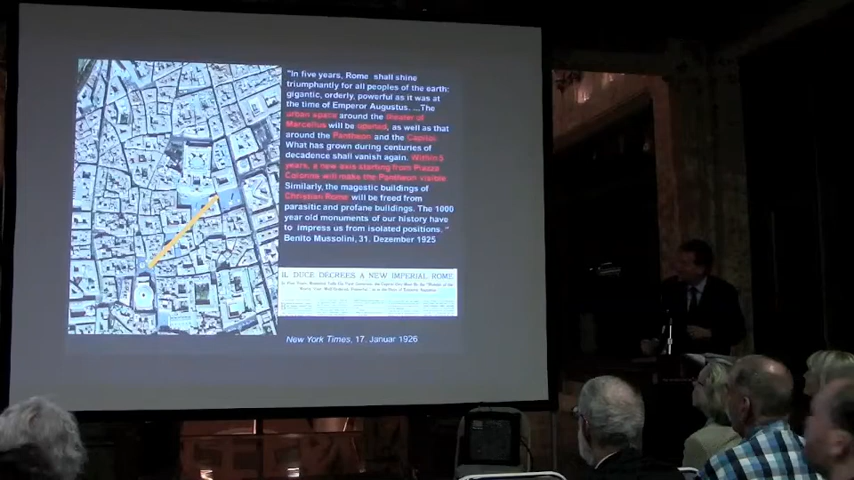 "In five years, Rome shall shine
triumphantly for all peoples of the earth:
gigantic, orderly, powerful as it was at
the time of Emperor Augustus. ...The
urban space around the theater of
Marcellus will be opened, as well as that
around the Pantheon and the Capitol.
What has grown during centuries of
decadence shall vanish again. Within 5
years, a new axis starting from Piazza
Colonna will make the Pantheon visible
Similarly, the magestic buildings of
Christian Rome will be freed from
parasitic and profane buildings. The 1000
year old monuments of our history have
to impress us from isolated positions. "
Benito Mussolini, 31. Dezember 1925
IL DUCE DECREES A NEW IMPERIAL ROME
New York Times, 17. Januar 1926